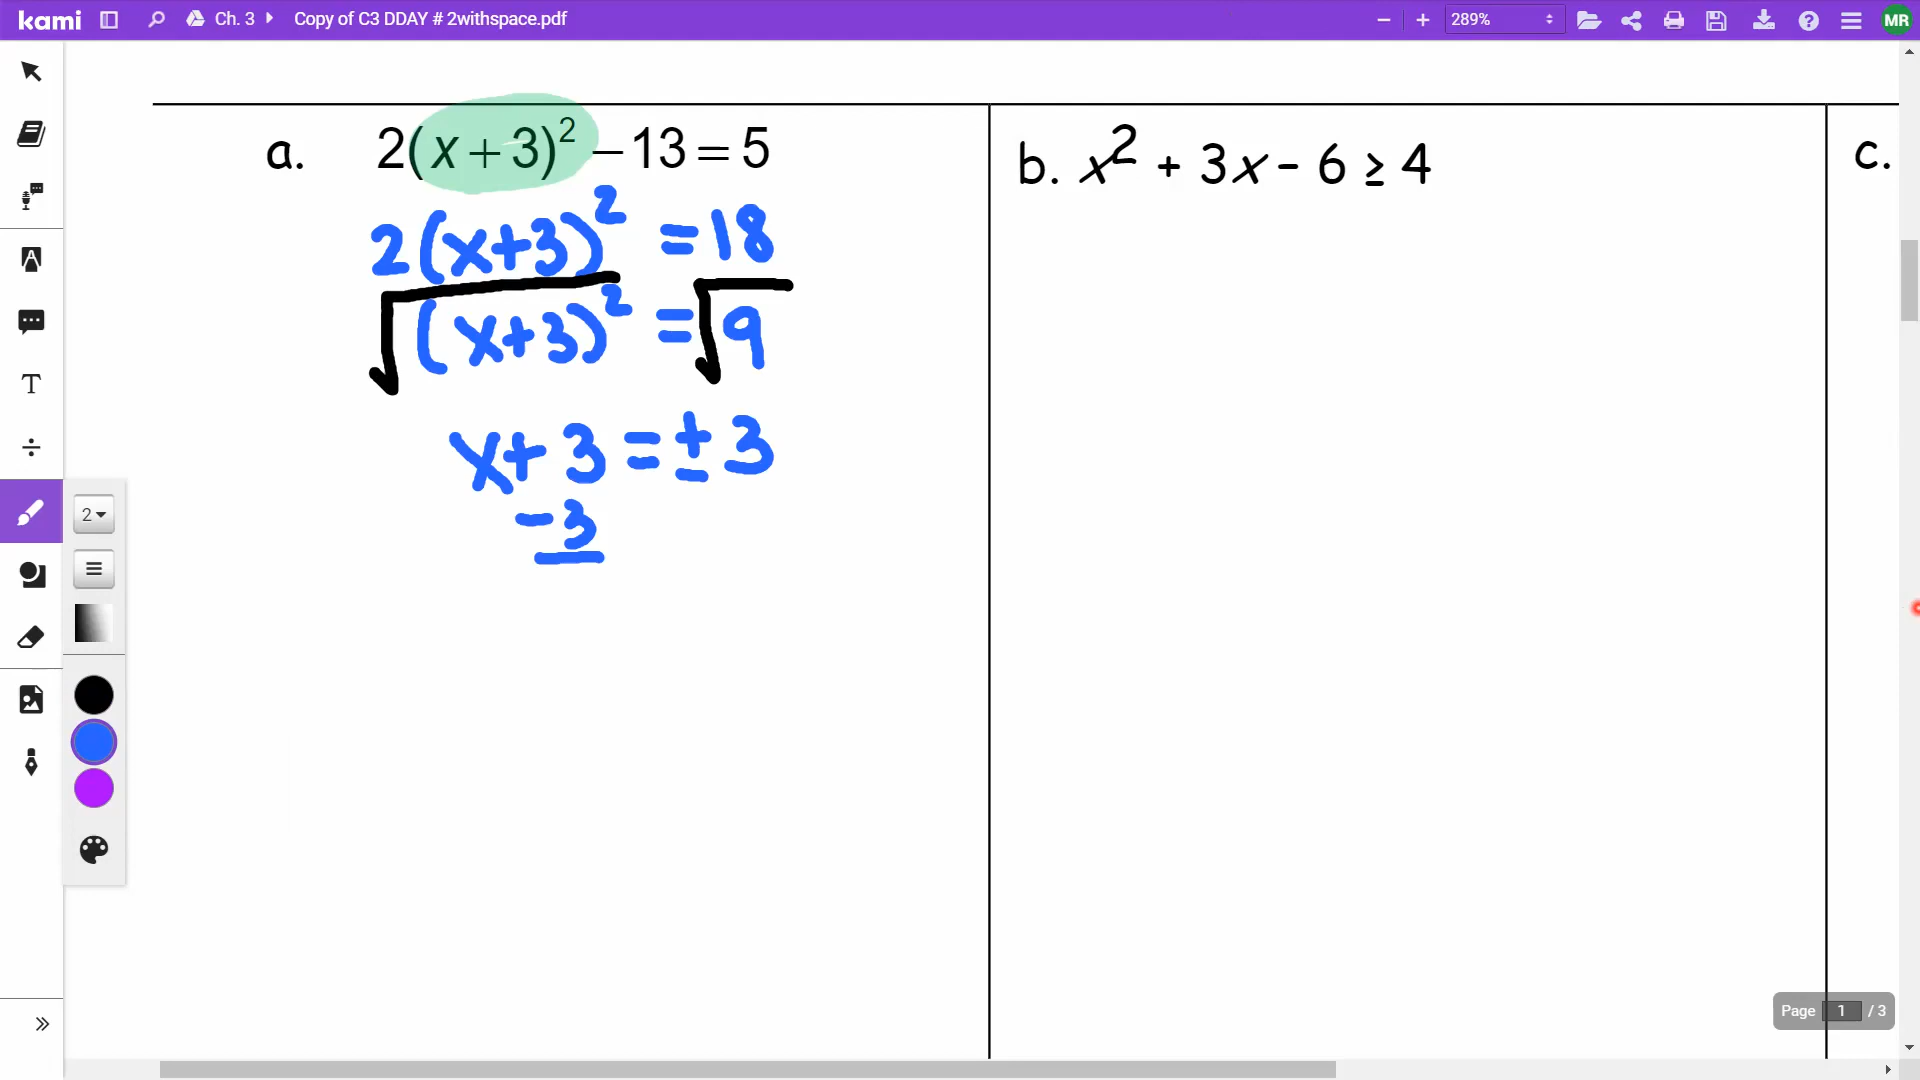 kami Ch. 3 Copy of C3 DDAY # 2withspace.pdf 289% MR
a. 2(x+3)² −13=5
b. x² + 3x - 6 ≥ 4
c.
2(x+3)² =18
√(x+3)² =√9
x+3=±3
-3
T
2
Page 1 / 3